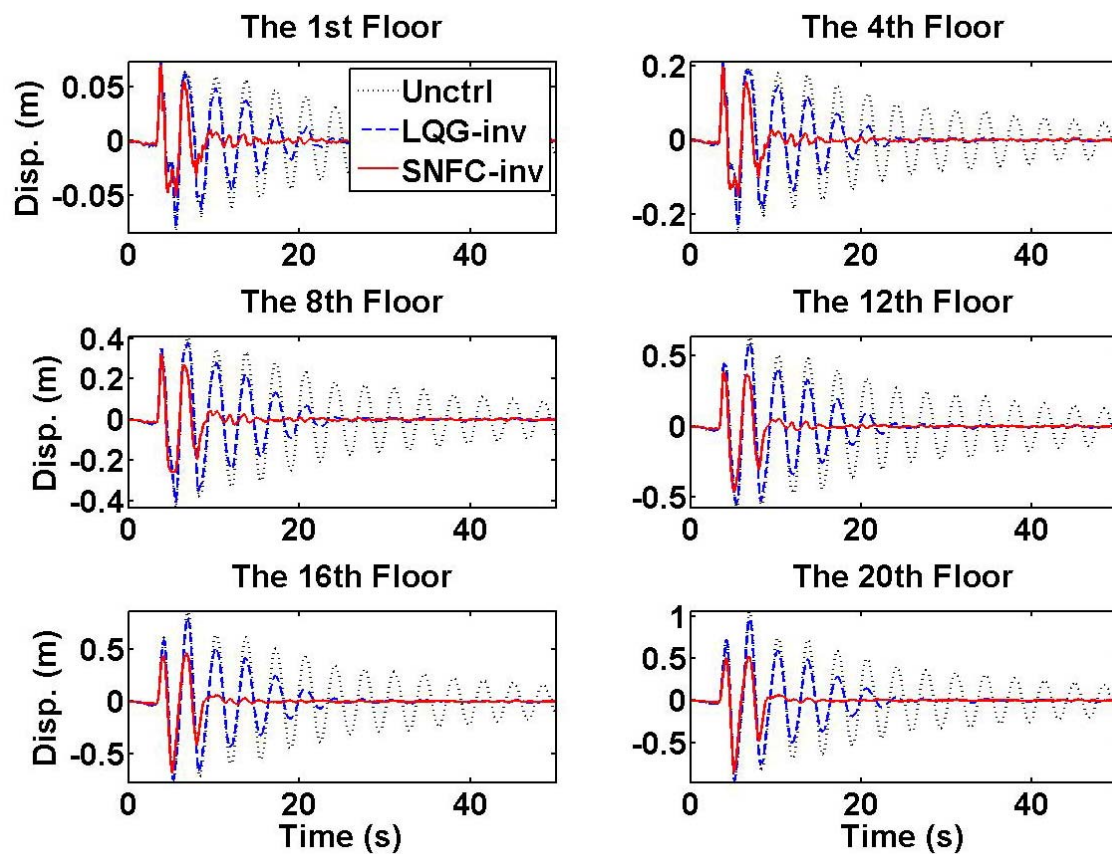 The 1st Floor
The 4th Floor
Disp. (m)
0.05
0
-0.05
Unctrl
LQG-inv
SNFC-inv
0.2
0
-0.2
0 20 40
0 20 40
The 8th Floor
The 12th Floor
Disp. (m)
0.4
0.2
0
-0.2
-0.4
0.5
0
-0.5
0 20 40
0 20 40
The 16th Floor
The 20th Floor
Disp. (m)
0.5
0
-0.5
1
0.5
0
-0.5
0 20 40
0 20 40
Time (s)
Time (s)